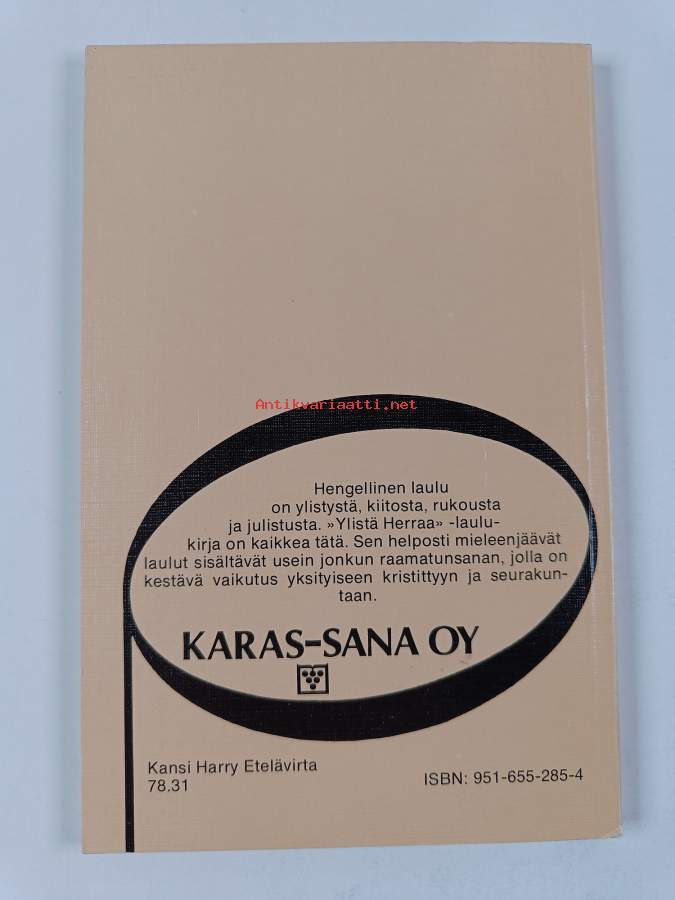 Antikvariaatti.net
Hengellinen laulu
on ylistystä, kiitosta, rukousta
ja julistusta. »Ylistä Herraa» -laulu-
kirja on kaikkea tätä. Sen helposti mieleenjäävät
laulut sisältävät usein jonkun raamatunsanan, jolla on
kestävä vaikutus yksityiseen kristittyyn ja seurakun-
taan.
KARAS-SANA OY
Kansi Harry Etelävirta
78.31
ISBN: 951-655-285-4